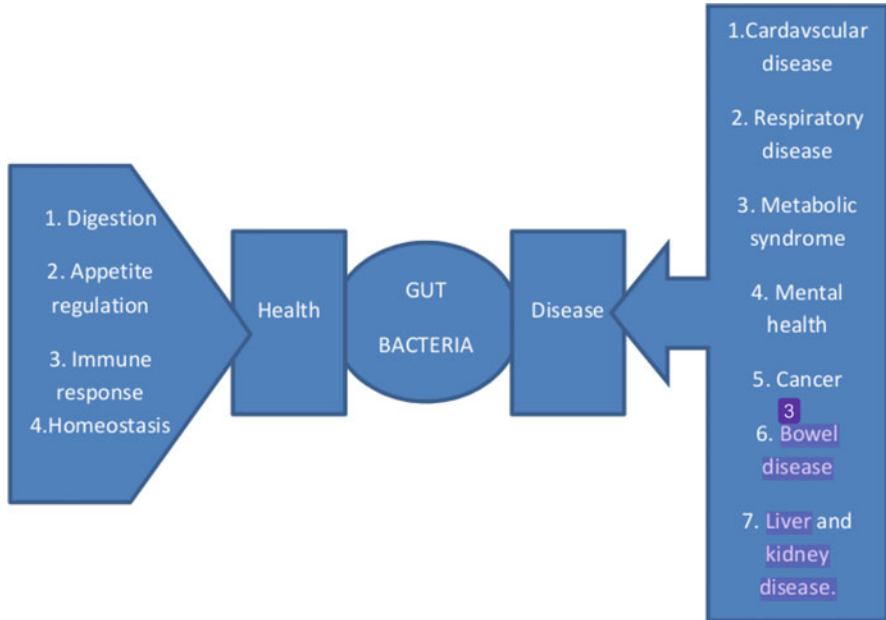 1. Digestion
2. Appetite
regulation
3. Immune
response
4.Homeostasis
Health
GUT
BACTERIA
Disease
1.Cardavscular
disease
2. Respiratory
disease
3. Metabolic
syndrome
4. Mental
health
5. Cancer
3
6. Bowel
disease
7. Liver and
kidney
disease.